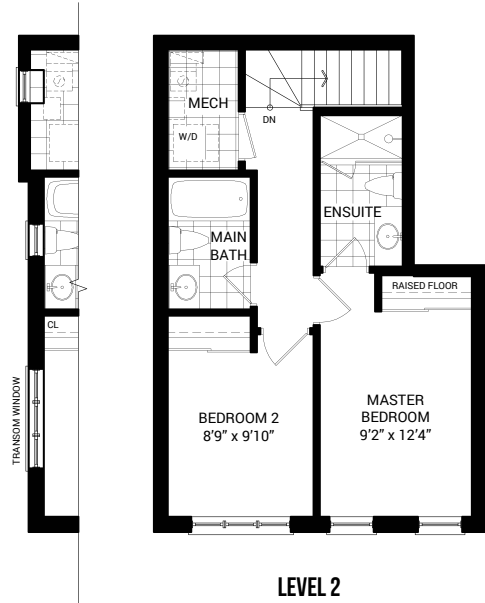 MECH
W/D
DN
ENSUITE
MAIN
BATH
RAISED FLOOR
CL
TRANSOM WINDOW
BEDROOM 2
8'9" x 9'10"
MASTER
BEDROOM
9'2" x 12'4"
LEVEL 2